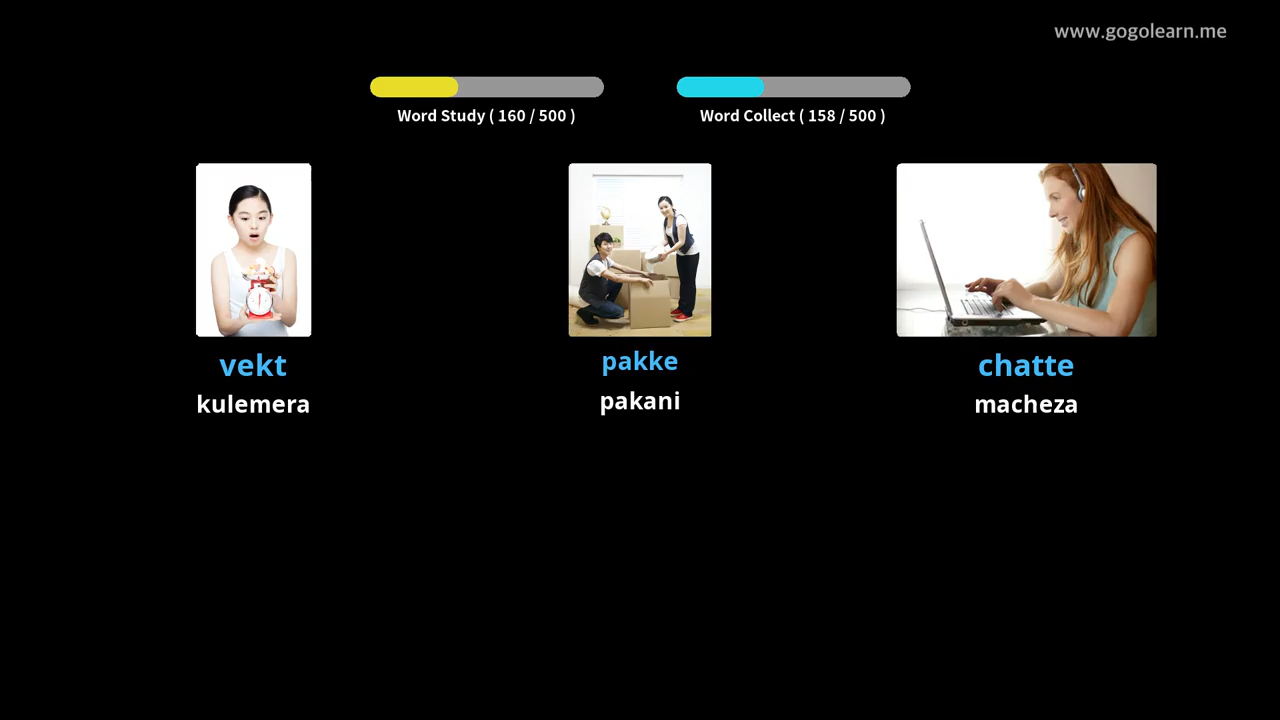 www.gogolearn.me
Word Study ( 160 / 500 )
Word Collect ( 158 / 500 )
vekt
kulemera
pakke
pakani
chatte
macheza